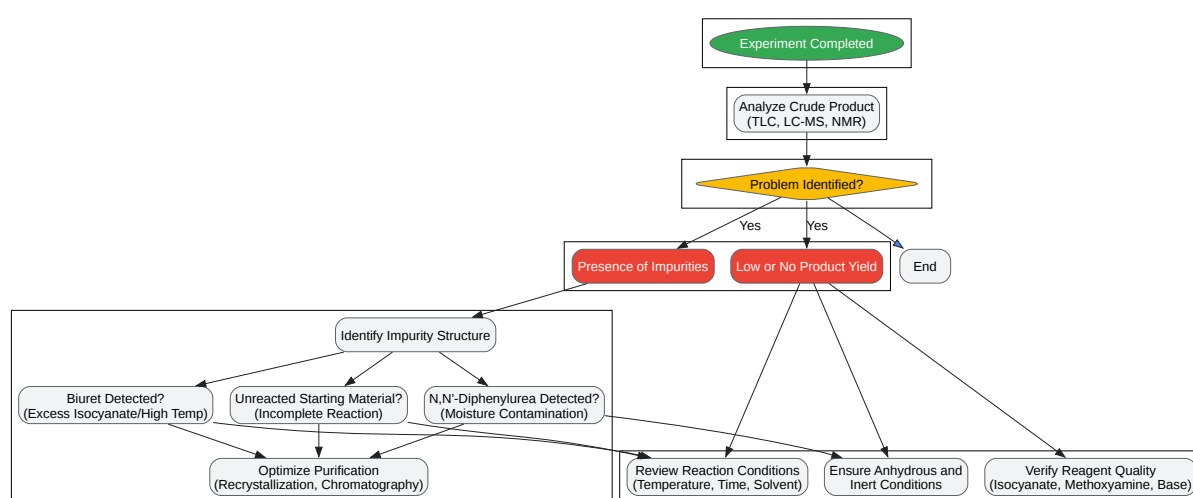 Experiment Completed
Analyze Crude Product
(TLC, LC-MS, NMR)
Problem Identified?
Yes
Yes
Presence of Impurities
Low or No Product Yield
End
Identify Impurity Structure
Biuret Detected?
(Excess Isocyanate/High Temp)
Unreacted Starting Material?
(Incomplete Reaction)
N,N'-Diphenylurea Detected?
(Moisture Contamination)
Optimize Purification
(Recrystallization, Chromatography)
Review Reaction Conditions
(Temperature, Time, Solvent)
Ensure Anhydrous and
Inert Conditions
Verify Reagent Quality
(Isocyanate, Methoxyamine, Base)